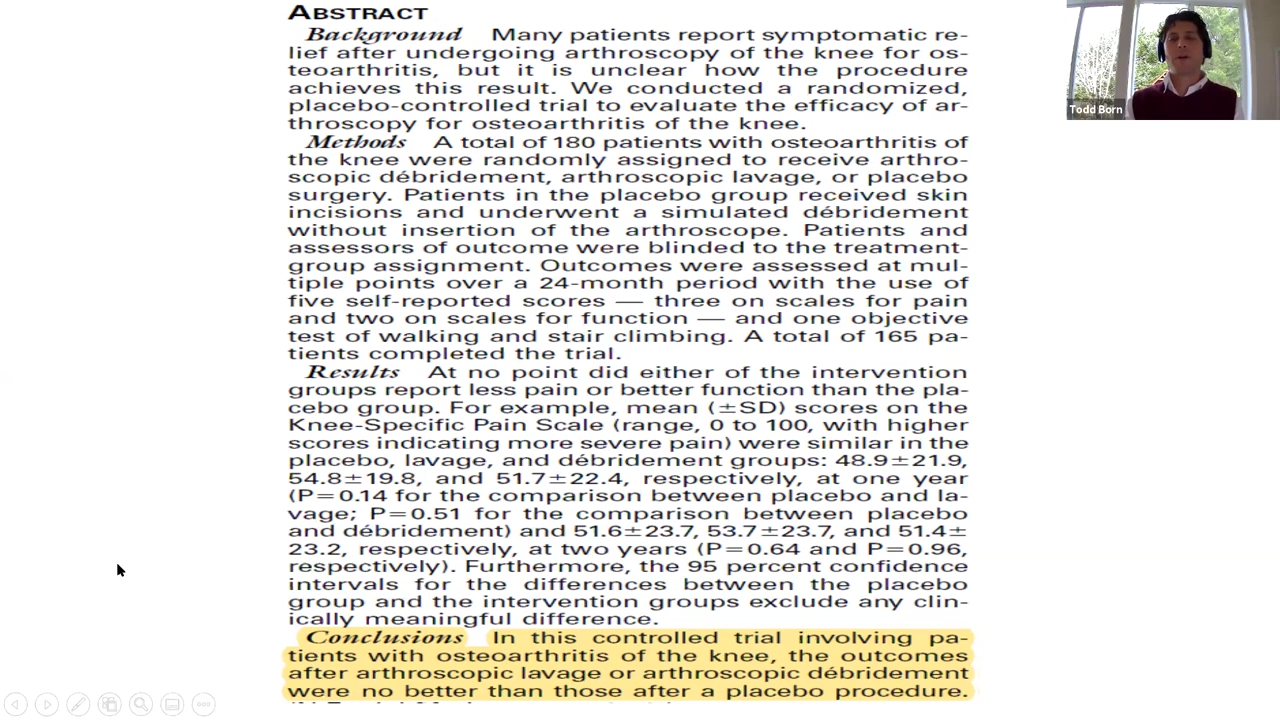 ABSTRACT
Background Many patients report symptomatic re-
lief after undergoing arthroscopy of the knee for os-
teoarthritis, but it is unclear how the procedure
achieves this result. We conducted a randomized,
placebo-controlled trial to evaluate the efficacy of ar-
throscopy for osteoarthritis of the knee.
Methods A total of 180 patients with osteoarthritis of
the knee were randomly assigned to receive arthro-
scopic débridement, arthroscopic lavage, or placebo
surgery. Patients in the placebo group received skin
incisions and underwent a simulated débridement
without insertion of the arthroscope. Patients and
assessors of outcome were blinded to the treatment-
group assignment. Outcomes were assessed at mul-
tiple points over a 24-month period with the use of
five self-reported scores — three on scales for pain
and two on scales for function — and one objective
test of walking and stair climbing. A total of 165 pa-
tients completed the trial.
Results At no point did either of the intervention
groups report less pain or better function than the pla-
cebo group. For example, mean (±SD) scores on the
Knee-Specific Pain Scale (range, 0 to 100, with higher
scores indicating more severe pain) were similar in the
placebo, lavage, and débridement groups: 48.9±21.9,
54.8±19.8, and 51.7±22.4, respectively, at one year
(P=0.14 for the comparison between placebo and la-
vage; P=0.51 for the comparison between placebo
and débridement) and 51.6±23.7, 53.7±23.7, and 51.4±
23.2, respectively, at two years (P=0.64 and P=0.96,
respectively). Furthermore, the 95 percent confidence
intervals for the differences between the placebo
group and the intervention groups exclude any clin-
ically meaningful difference.
Conclusions In this controlled trial involving pa-
tients with osteoarthritis of the knee, the outcomes
after arthroscopic lavage or arthroscopic débridement
were no better than those after a placebo procedure.
Todd Born